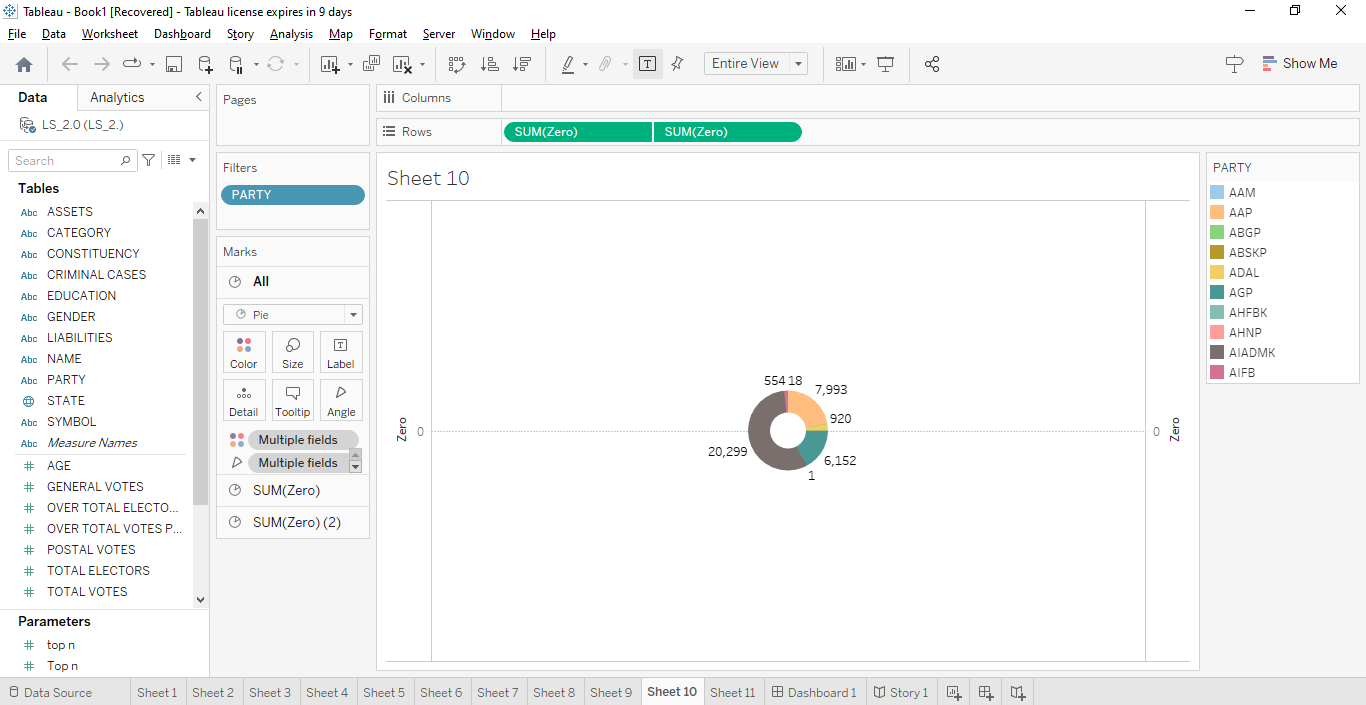 Tableau - Book1 [Recovered] - Tableau license expires in 9 days
File Data Worksheet Dashboard Story Analysis Map Format Server Window Help
Entire View
Show Me
Data Analytics
LS_2.0 (LS_2.)
Search
Tables
Abc ASSETS
Abc CATEGORY
Abc CONSTITUENCY
Abc CRIMINAL CASES
Abc EDUCATION
Abc GENDER
Abc LIABILITIES
Abc NAME
Abc PARTY
STATE
Abc SYMBOL
Abc Measure Names
# AGE
# GENERAL VOTES
# OVER TOTAL ELECTO...
# OVER TOTAL VOTES P...
# POSTAL VOTES
# TOTAL ELECTORS
# TOTAL VOTES
Parameters
# top n
# Top n
Pages
Filters
PARTY
Marks
All
Pie
Color Size Label
Detail Tooltip Angle
Multiple fields
Multiple fields
SUM(Zero)
SUM(Zero) (2)
Columns
Rows SUM(Zero) SUM(Zero)
Sheet 10
Zero
0
554 18
7,993
920
20,299
6,152
1
0
Zero
PARTY
AAM
AAP
ABGP
ABSKP
ADAL
AGP
AHFBK
AHNP
AIADMK
AIFB
Data Source Sheet 1 Sheet 2 Sheet 3 Sheet 4 Sheet 5 Sheet 6 Sheet 7 Sheet 8 Sheet 9 Sheet 10 Sheet 11 Dashboard 1 Story 1